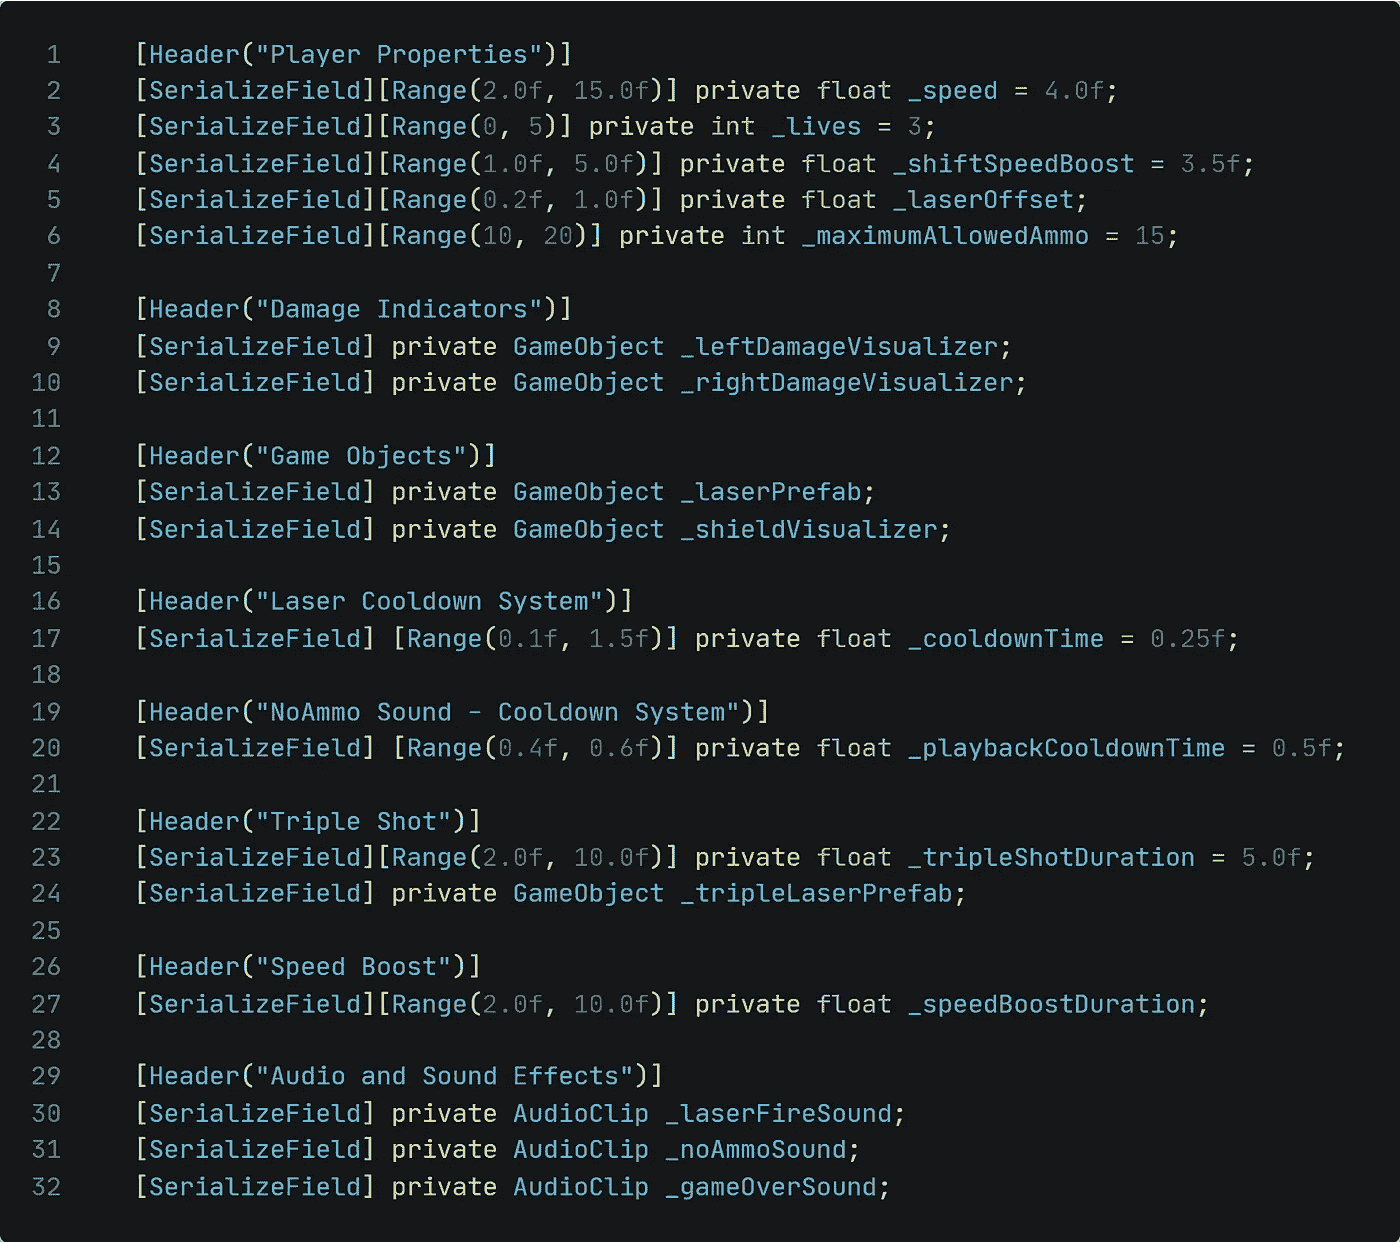 1 [Header("Player Properties")]
2 [SerializeField][Range(2.0f, 15.0f)] private float _speed = 4.0f;
3 [SerializeField][Range(0, 5)] private int _lives = 3;
4 [SerializeField][Range(1.0f, 5.0f)] private float _shiftSpeedBoost = 3.5f;
5 [SerializeField][Range(0.2f, 1.0f)] private float _laserOffset;
6 [SerializeField][Range(10, 20)] private int _maximumAllowedAmmo = 15;
7
8 [Header("Damage Indicators")]
9 [SerializeField] private GameObject _leftDamageVisualizer;
10 [SerializeField] private GameObject _rightDamageVisualizer;
11
12 [Header("Game Objects")]
13 [SerializeField] private GameObject _laserPrefab;
14 [SerializeField] private GameObject _shieldVisualizer;
15
16 [Header("Laser Cooldown System")]
17 [SerializeField] [Range(0.1f, 1.5f)] private float _cooldownTime = 0.25f;
18
19 [Header("NoAmmo Sound - Cooldown System")]
20 [SerializeField] [Range(0.4f, 0.6f)] private float _playbackCooldownTime = 0.5f;
21
22 [Header("Triple Shot")]
23 [SerializeField][Range(2.0f, 10.0f)] private float _tripleShotDuration = 5.0f;
24 [SerializeField] private GameObject _tripleLaserPrefab;
25
26 [Header("Speed Boost")]
27 [SerializeField][Range(2.0f, 10.0f)] private float _speedBoostDuration;
28
29 [Header("Audio and Sound Effects")]
30 [SerializeField] private AudioClip _laserFireSound;
31 [SerializeField] private AudioClip _noAmmoSound;
32 [SerializeField] private AudioClip _gameOverSound;